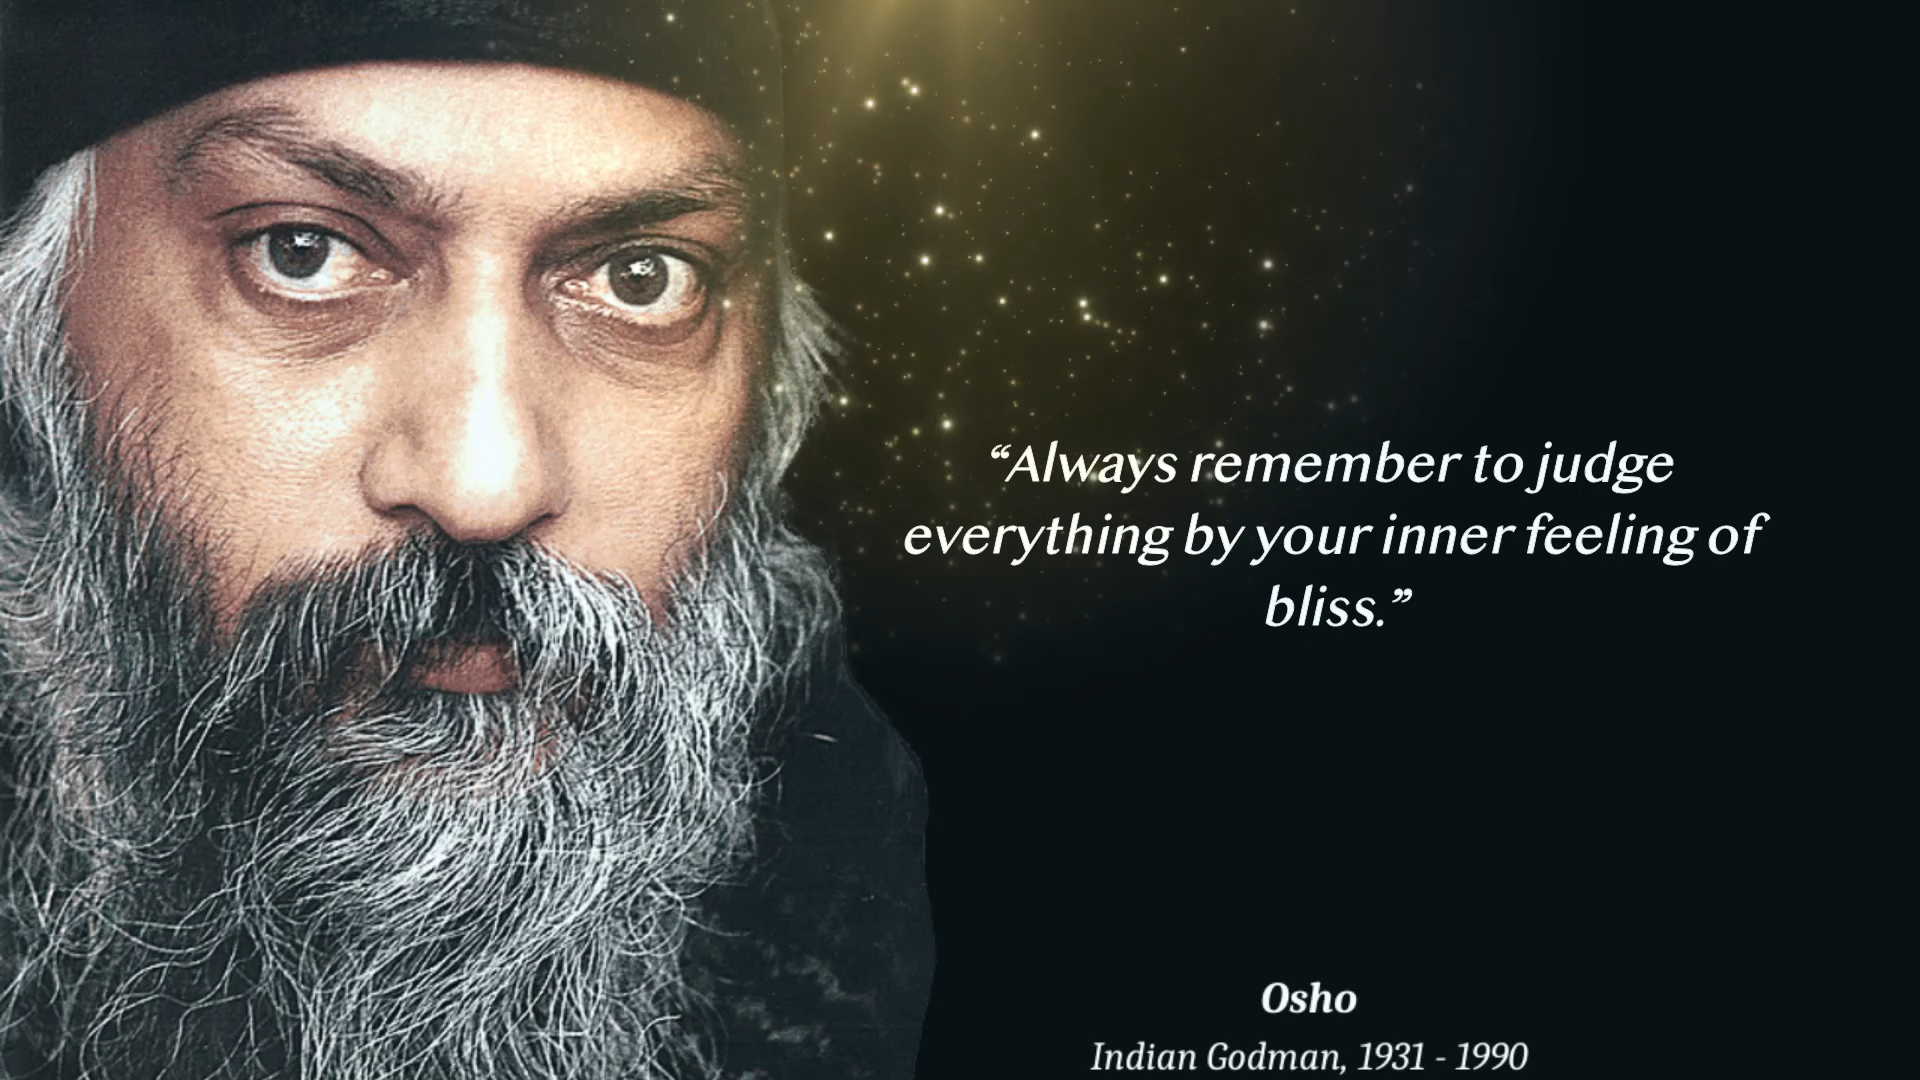 “Always remember to judge
everything by your inner feeling of
bliss.”
Osho
Indian Godman, 1931 - 1990